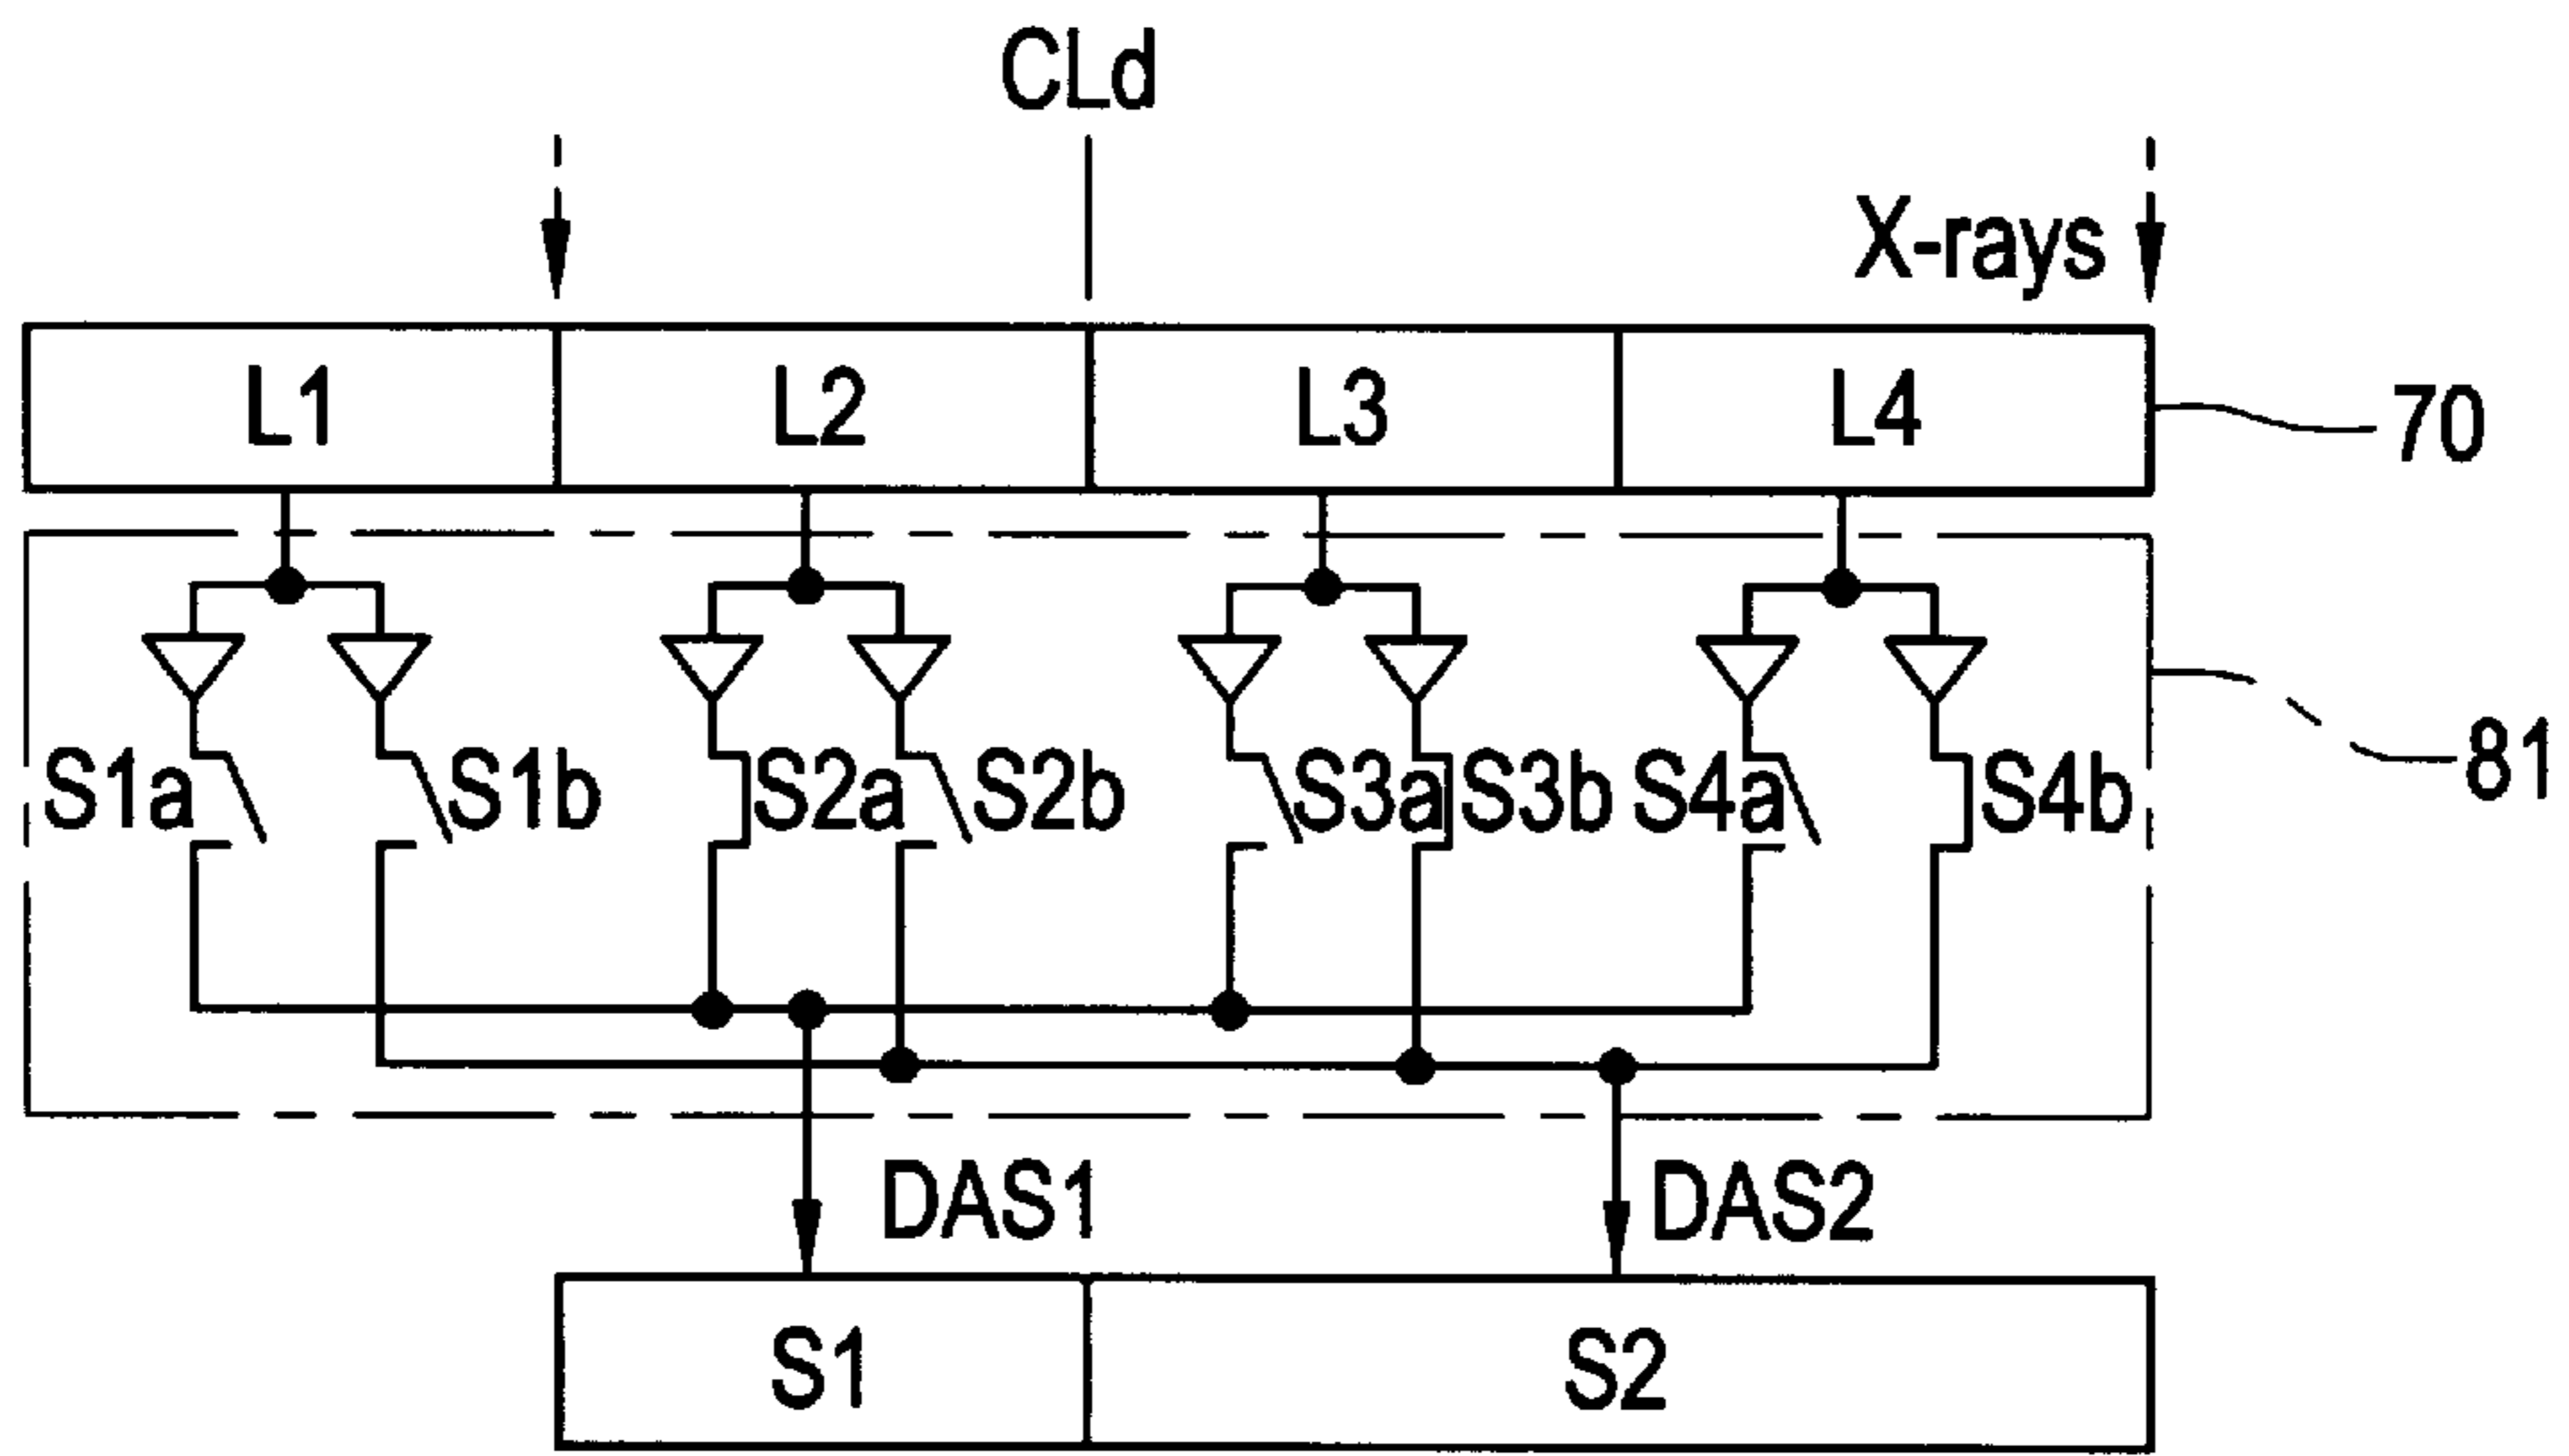 CLd
X-rays
L1 L2 L3 L4
70
S1a S1b S2a S2b S3a S3b S4a S4b
81
DAS1 DAS2
S1 S2